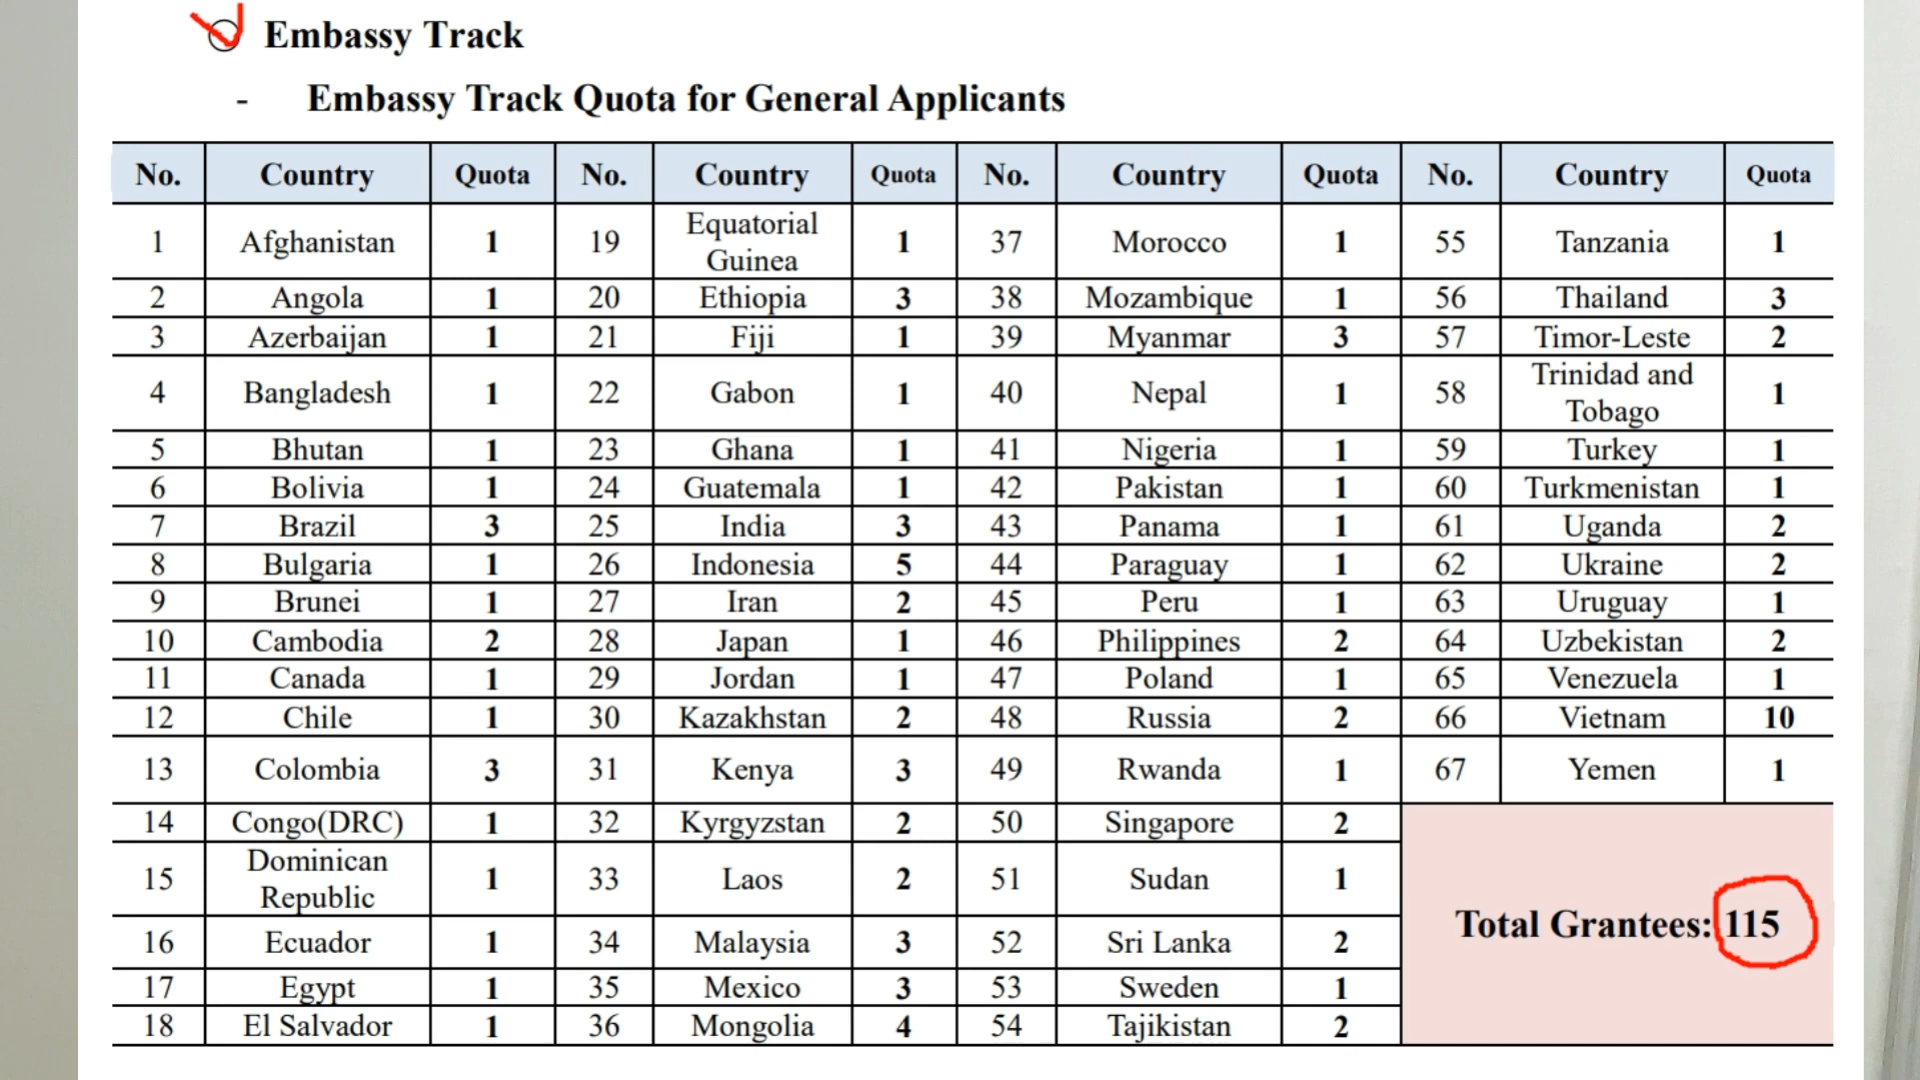 Embassy Track
- Embassy Track Quota for General Applicants
No. Country Quota No. Country Quota No. Country Quota No. Country Quota
1 Afghanistan 1 19 Equatorial Guinea 1 37 Morocco 1 55 Tanzania 1
2 Angola 1 20 Ethiopia 3 38 Mozambique 1 56 Thailand 3
3 Azerbaijan 1 21 Fiji 1 39 Myanmar 3 57 Timor-Leste 2
4 Bangladesh 1 22 Gabon 1 40 Nepal 1 58 Trinidad and Tobago 1
5 Bhutan 1 23 Ghana 1 41 Nigeria 1 59 Turkey 1
6 Bolivia 1 24 Guatemala 1 42 Pakistan 1 60 Turkmenistan 1
7 Brazil 3 25 India 3 43 Panama 1 61 Uganda 2
8 Bulgaria 1 26 Indonesia 5 44 Paraguay 1 62 Ukraine 2
9 Brunei 1 27 Iran 2 45 Peru 1 63 Uruguay 1
10 Cambodia 2 28 Japan 1 46 Philippines 2 64 Uzbekistan 2
11 Canada 1 29 Jordan 1 47 Poland 1 65 Venezuela 1
12 Chile 1 30 Kazakhstan 2 48 Russia 2 66 Vietnam 10
13 Colombia 3 31 Kenya 3 49 Rwanda 1 67 Yemen 1
14 Congo(DRC) 1 32 Kyrgyzstan 2 50 Singapore 2
15 Dominican Republic 1 33 Laos 2 51 Sudan 1
16 Ecuador 1 34 Malaysia 3 52 Sri Lanka 2
Total Grantees: 115
17 Egypt 1 35 Mexico 3 53 Sweden 1
18 El Salvador 1 36 Mongolia 4 54 Tajikistan 2